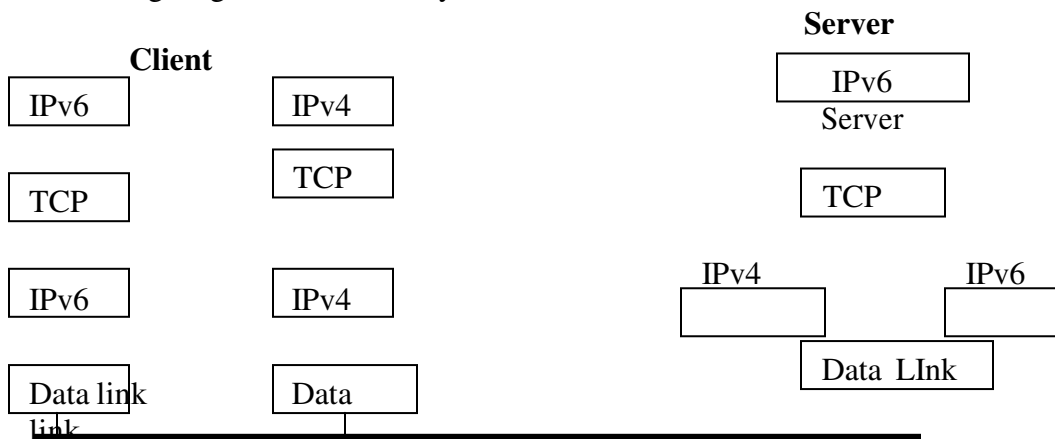 Server
Client
IPv6
IPv6 IPv4
Server
TCP
TCP TCP
IPv4 IPv6
IPv6 IPv4
Data LInk
Data link Data
link